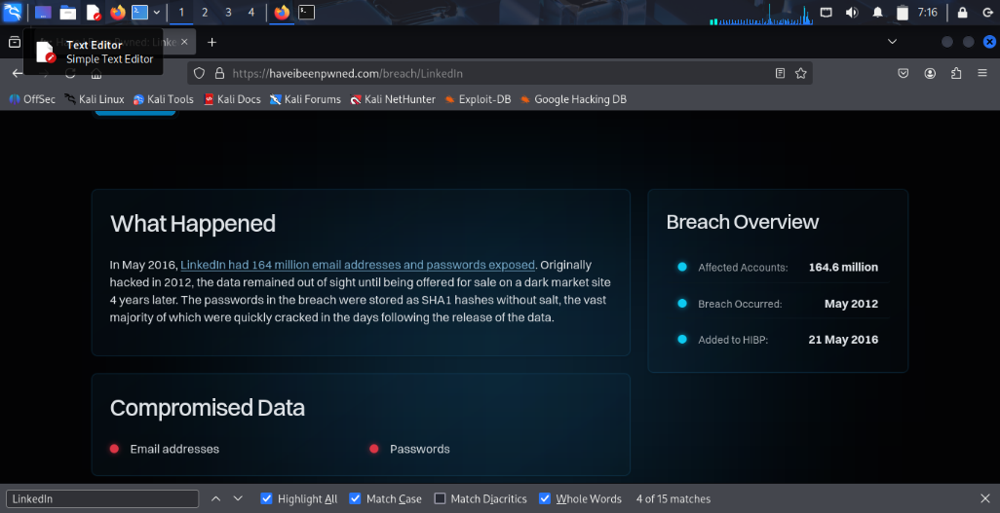 1 2 3 4 7:16
Linke
Text Editor
Simple Text Editor
https://haveibeenpwned.com/breach/LinkedIn
OffSec Kali Linux Kali Tools Kali Docs Kali Forums Kali NetHunter Exploit-DB Google Hacking DB
What Happened
In May 2016, LinkedIn had 164 million email addresses and passwords exposed. Originally
hacked in 2012, the data remained out of sight until being offered for sale on a dark market site
4 years later. The passwords in the breach were stored as SHA1 hashes without salt, the vast
majority of which were quickly cracked in the days following the release of the data.
Breach Overview
Affected Accounts: 164.6 million
Breach Occurred: May 2012
Added to HIBP: 21 May 2016
Compromised Data
Email addresses Passwords
LinkedIn Highlight All Match Case Match Diacritics Whole Words 4 of 15 matches